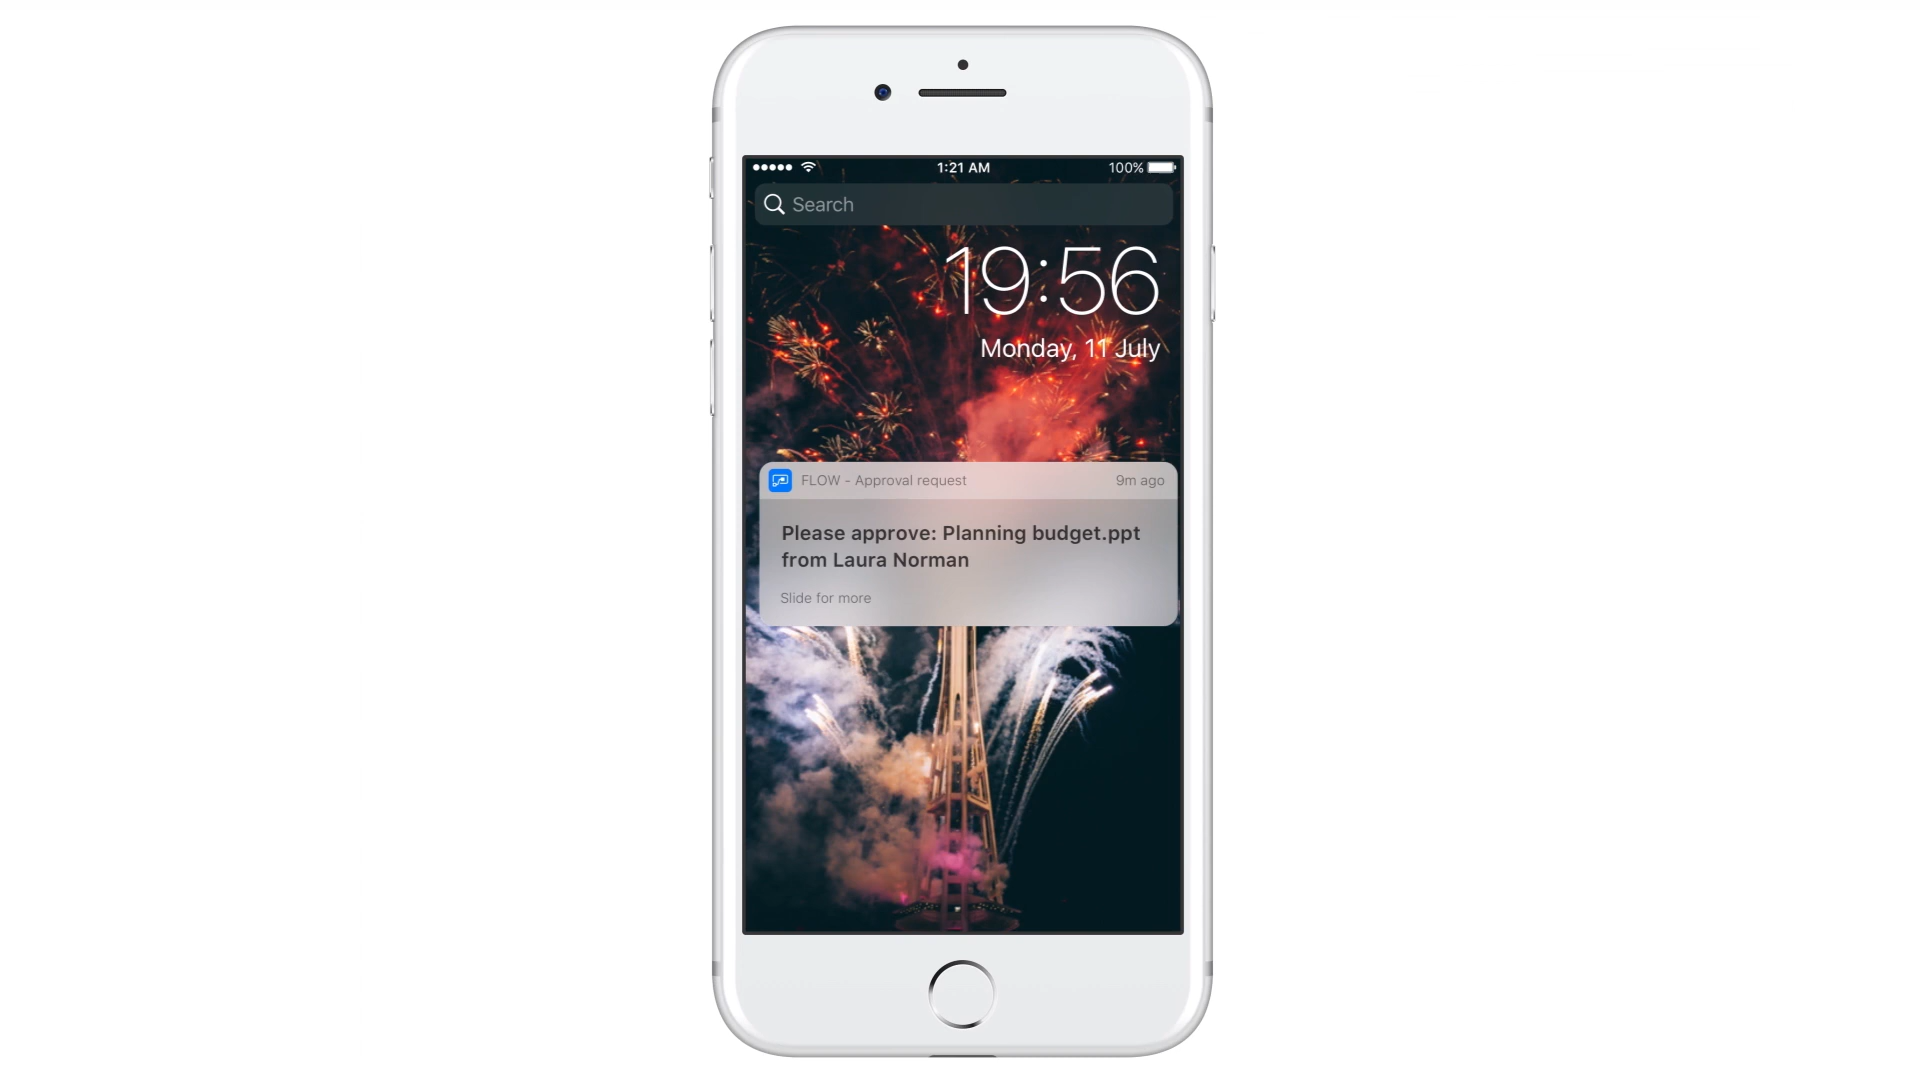 1:21 AM 100%
Search
19:56
Monday, 11 July
FLOW - Approval request 9m ago
Please approve: Planning budget.ppt
from Laura Norman
Slide for more